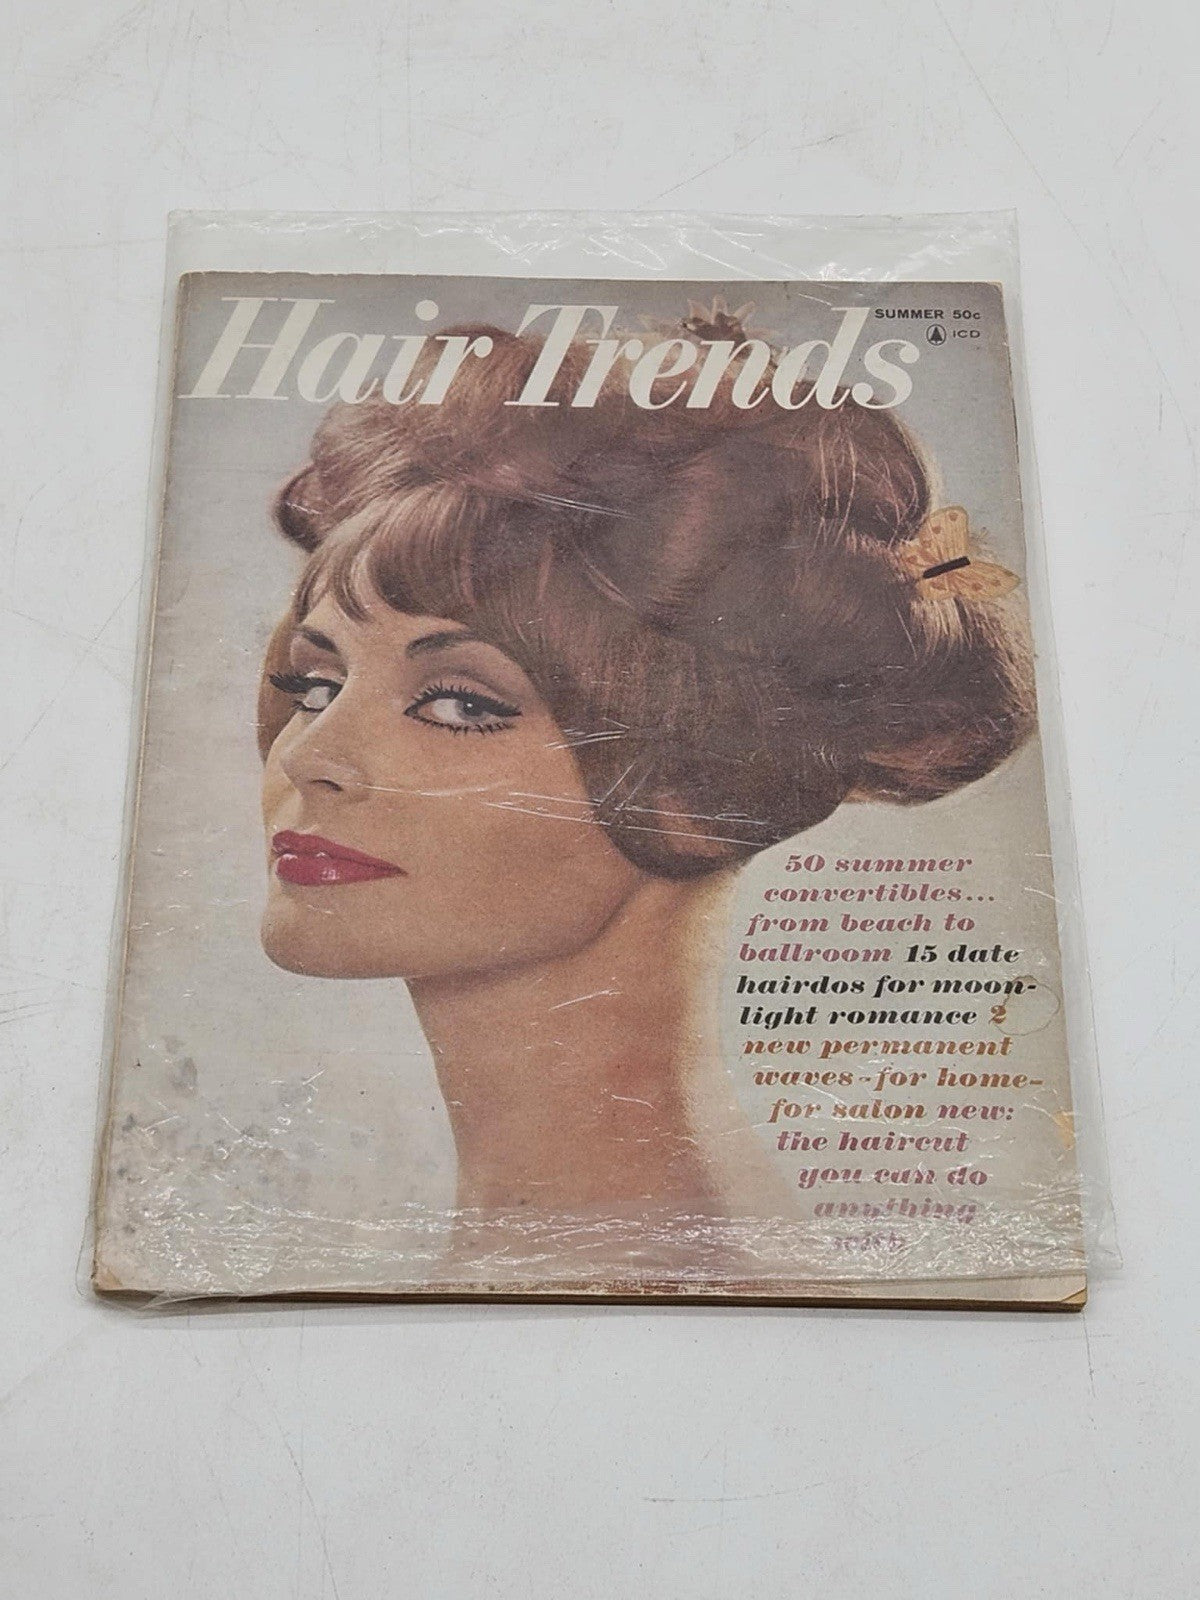 Hair Trends
SUMMER 50c
ICD
50 summer
convertibles...
from beach to
ballroom 15 date
hairdos for moon-
light romance 2
new permanent
waves-for home-
for salon new:
the haircut
you can do
anything
with